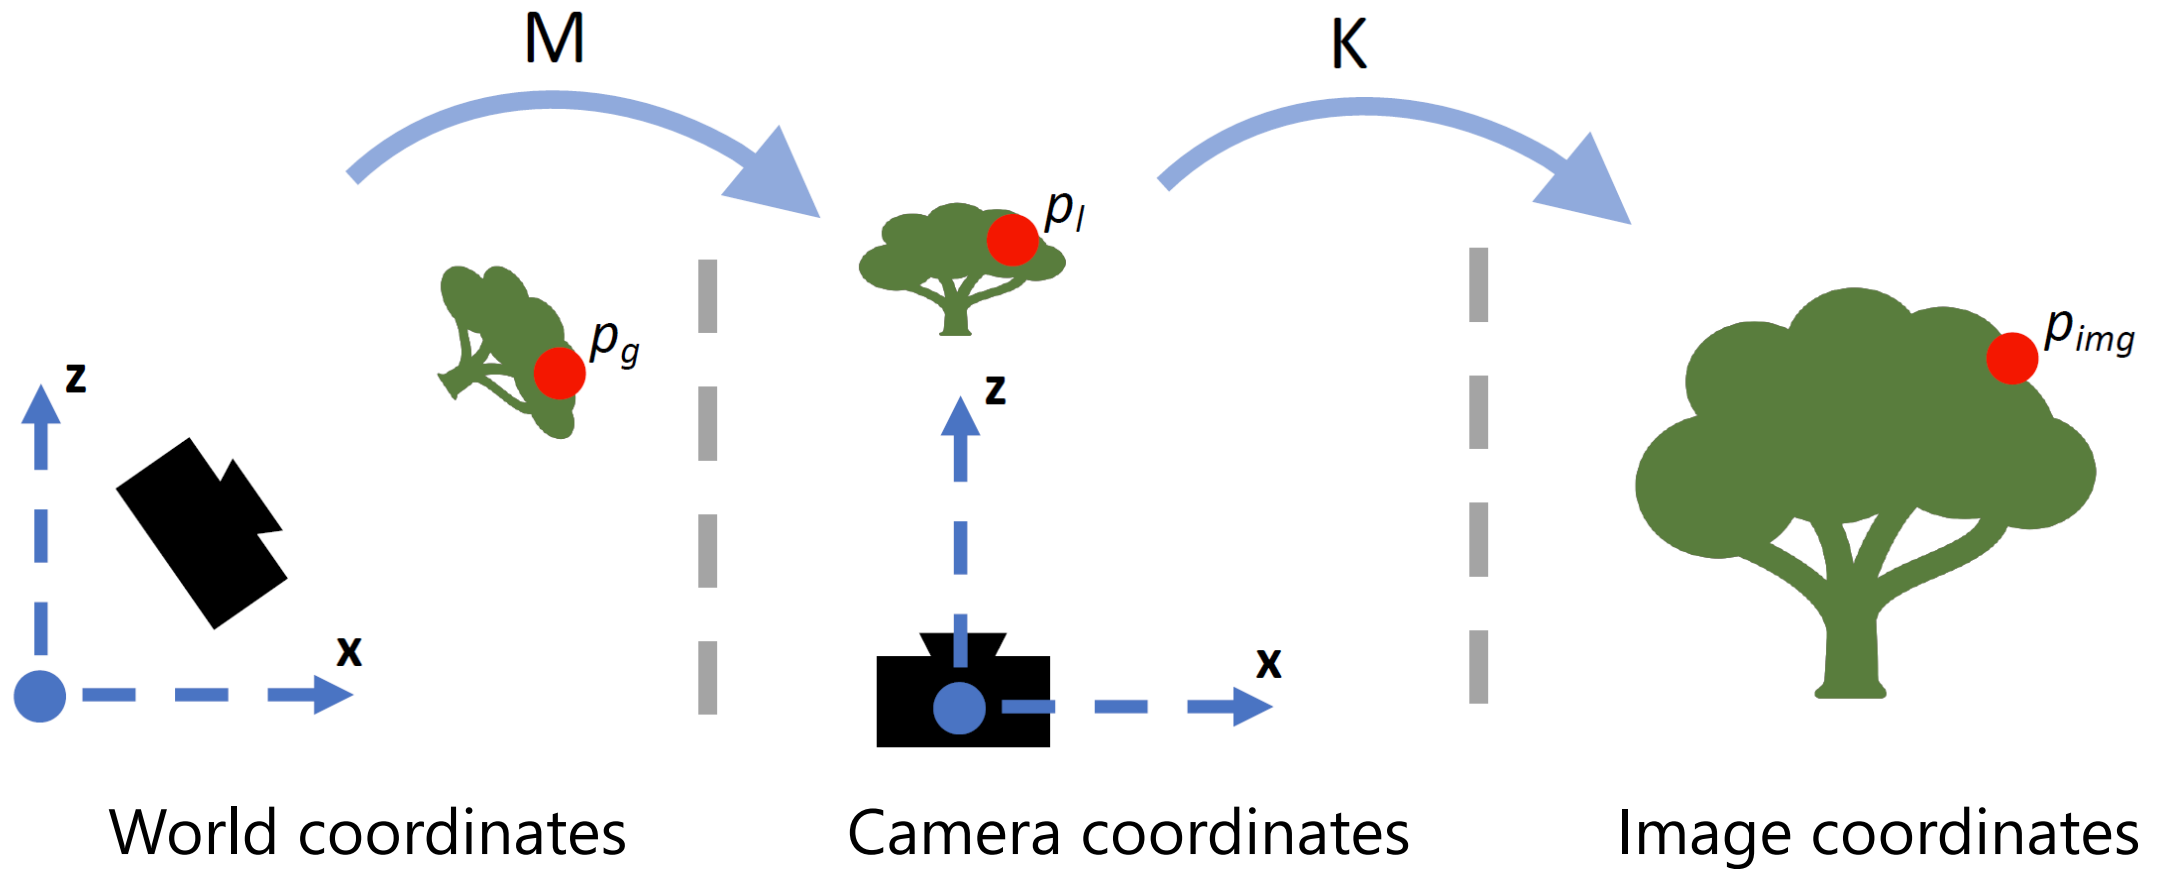 M
K
p_l
p_g
p_img
z
x
z
x
World coordinates
Camera coordinates
Image coordinates